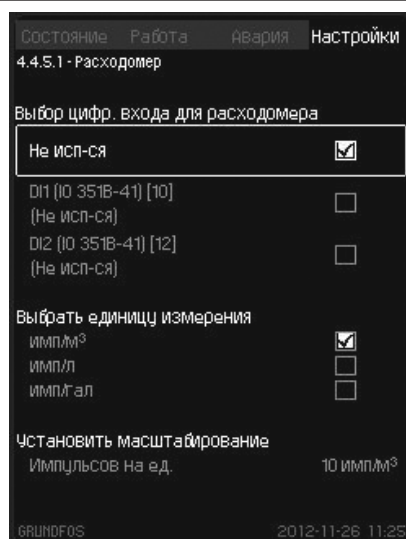 Состояние Работа Авария Настройки
4.4.5.1 - Расходомер
Выбор цифр. входа для расходомера
Не исп-ся
DI1 (IO 351B-41) [10]
(Не исп-ся)
DI2 (IO 351B-41) [12]
(Не исп-ся)
Выбрать единицу измерения
имп/м³
имп/л
имп/гал
Установить масштабирование
Импульсов на ед. 10 имп/м³
GRUNDFOS 2012-11-26 11:25